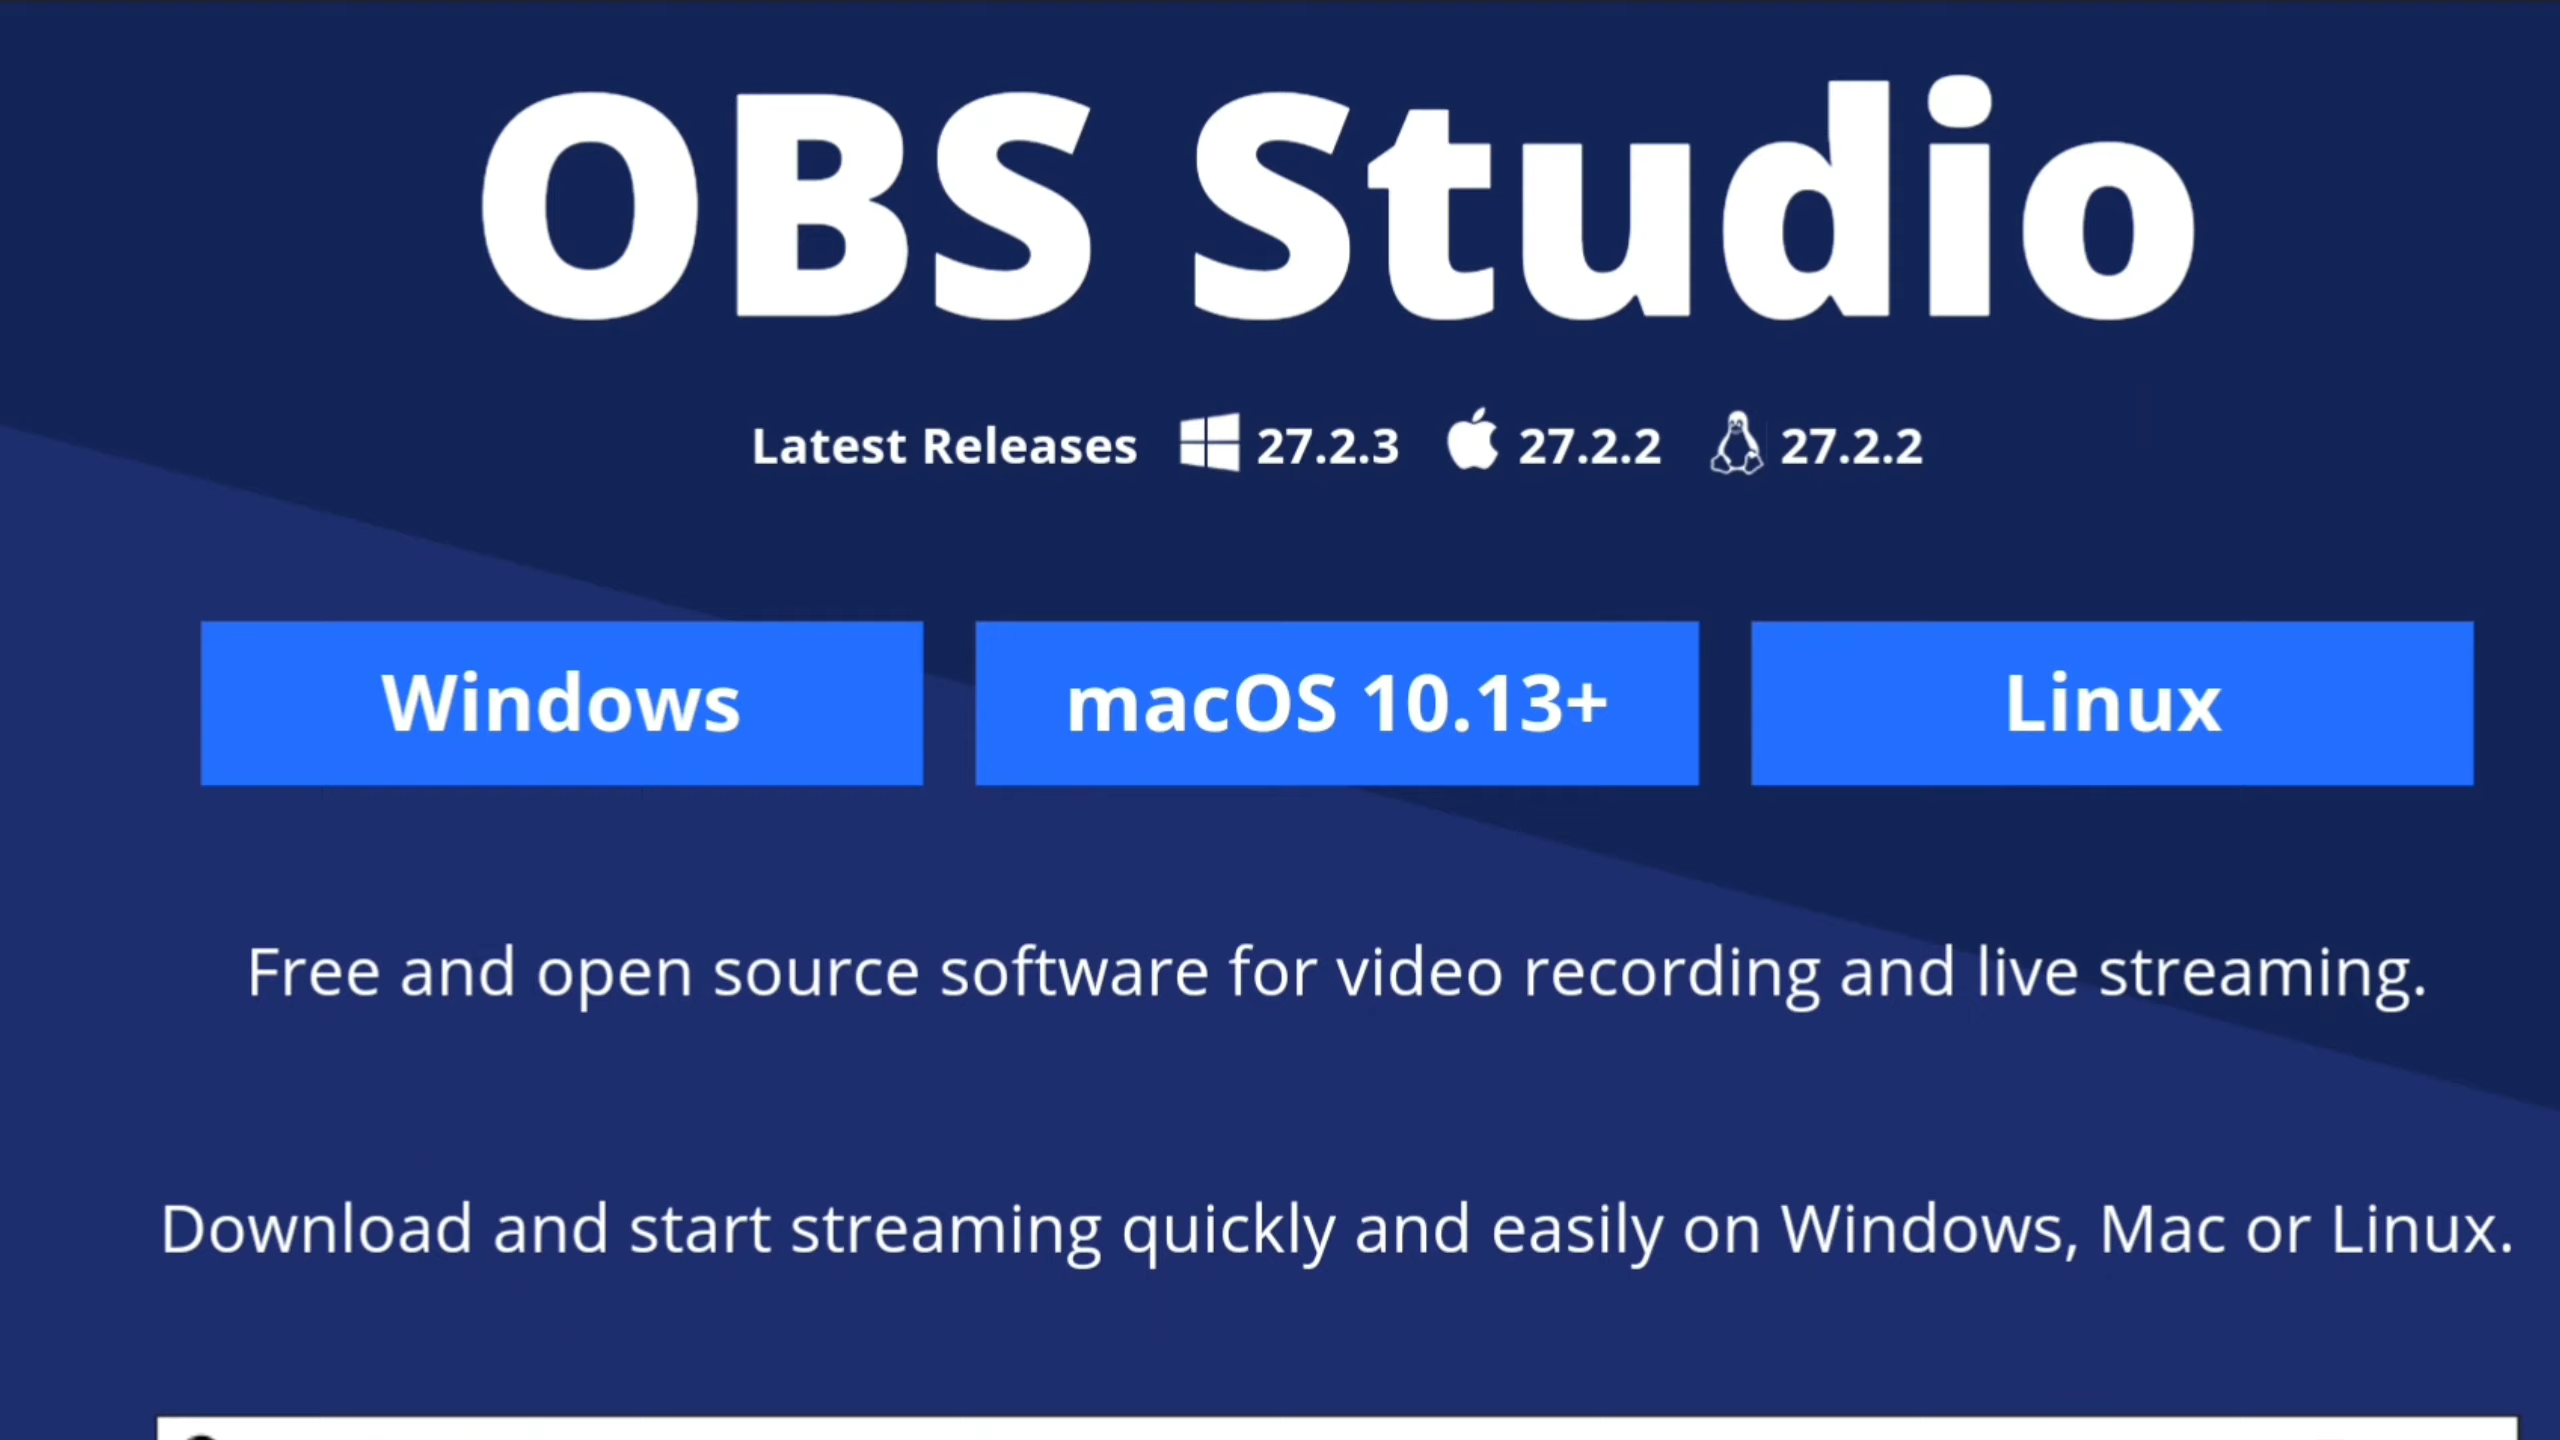 OBS Studio
Latest Releases 27.2.3 27.2.2 27.2.2
Windows macOS 10.13+ Linux
Free and open source software for video recording and live streaming.
Download and start streaming quickly and easily on Windows, Mac or Linux.